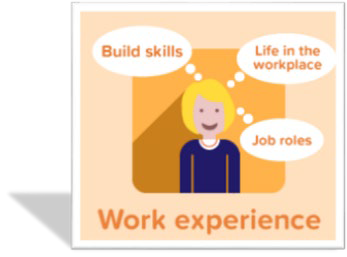 Build skills
Life in the
workplace
Job roles
Work experience